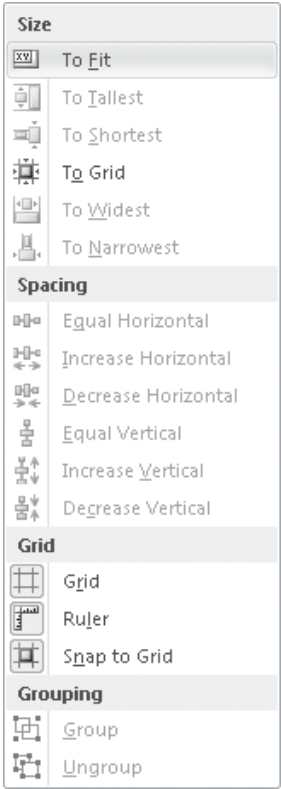 Size
To Fit
To Tallest
To Shortest
To Grid
To Widest
To Narrowest
Spacing
Equal Horizontal
Increase Horizontal
Decrease Horizontal
Equal Vertical
Increase Vertical
Decrease Vertical
Grid
Grid
Ruler
Snap to Grid
Grouping
Group
Ungroup